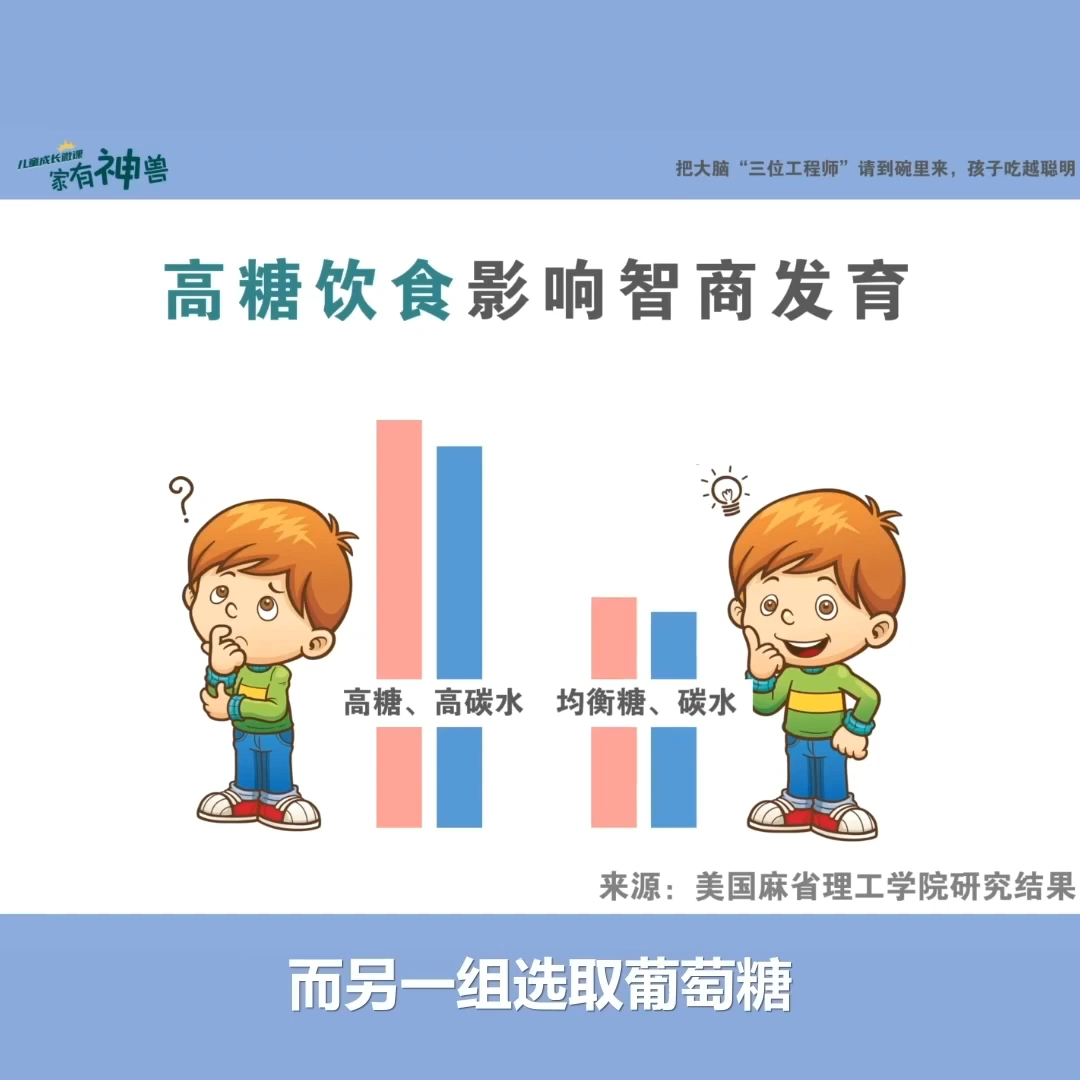 儿童成长微课
家有神兽
把大脑“三位工程师”请到碗里来，孩子吃越聪明
高糖饮食影响智商发育
?
高糖、高碳水
均衡糖、碳水
来源：美国麻省理工学院研究结果
而另一组选取葡萄糖